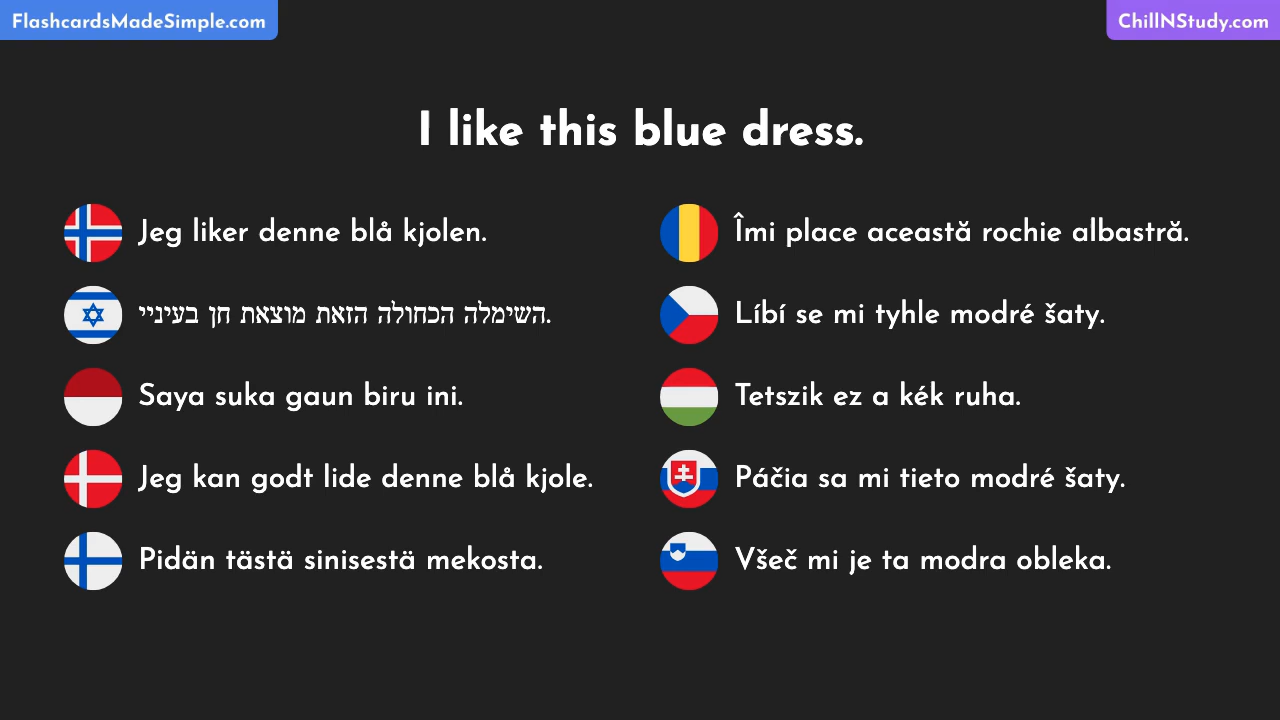 FlashcardsMadeSimple.com
ChillNStudy.com
I like this blue dress.
Jeg liker denne blå kjolen.
השימלה הכחולה הזאת מוצאת חן בעיניי.
Saya suka gaun biru ini.
Jeg kan godt lide denne blå kjole.
Pidän tästä sinisestä mekosta.
Îmi place această rochie albastră.
Líbí se mi tyhle modré šaty.
Tetszik ez a kék ruha.
Páčia sa mi tieto modré šaty.
Všeč mi je ta modra obleka.